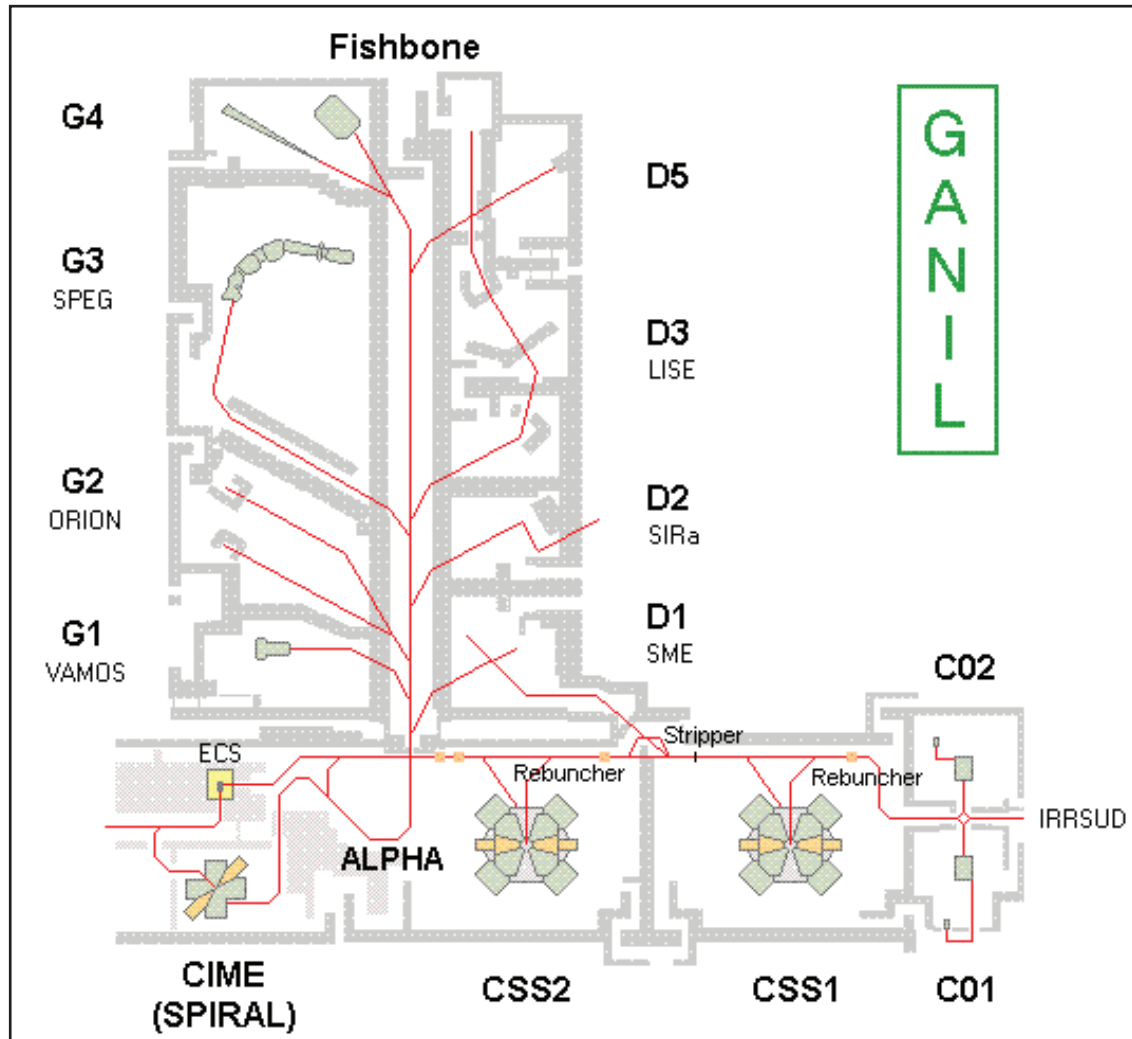 Fishbone
G4
G3
SPEG
G2
ORION
G1
VAMOS
D5
D3
LISE
D2
SIRa
D1
SME
GANIL
C02
ECS
Stripper
Rebuncher
Rebuncher
IRRSUD
ALPHA
CIME
(SPIRAL)
CSS2
CSS1
C01